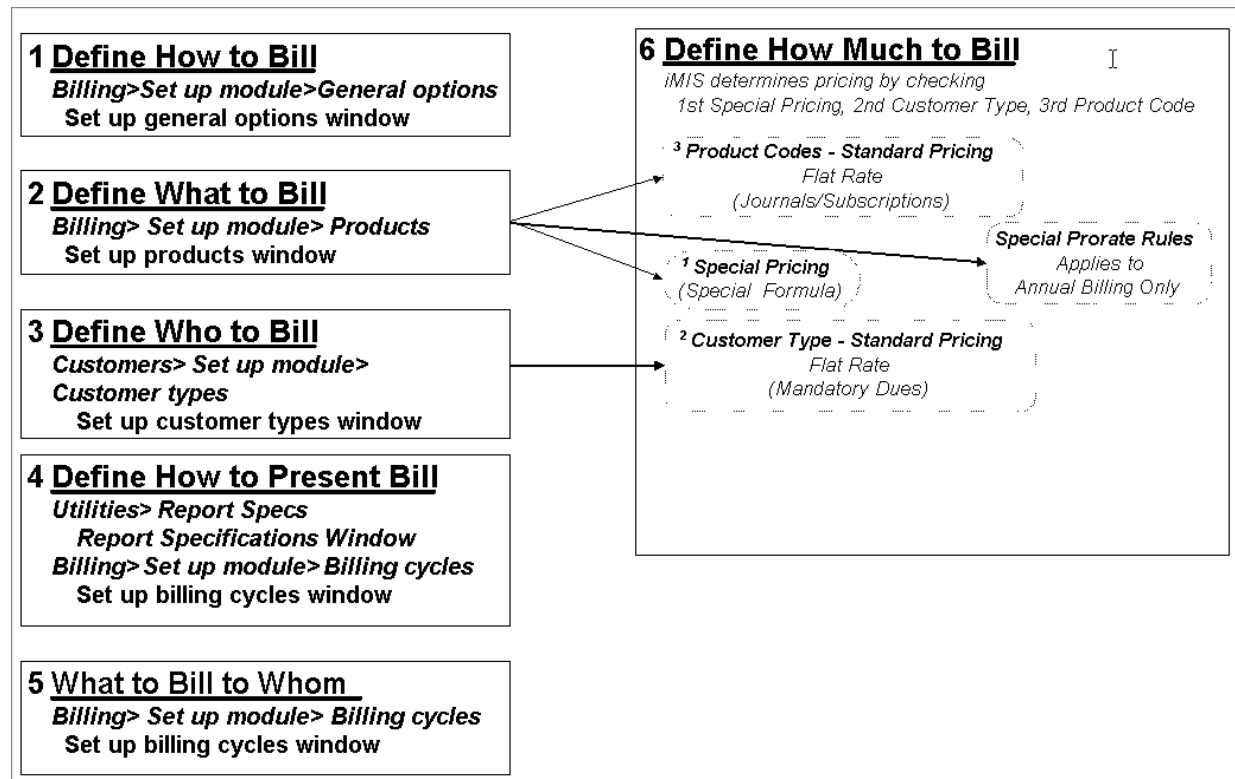 1 Define How to Bill
Billing>Set up module>General options
Set up general options window
2 Define What to Bill
Billing> Set up module> Products
Set up products window
3 Define Who to Bill
Customers> Set up module>
Customer types
Set up customer types window
4 Define How to Present Bill
Utilities> Report Specs
Report Specifications Window
Billing> Set up module> Billing cycles
Set up billing cycles window
5 What to Bill to Whom
Billing> Set up module> Billing cycles
Set up billing cycles window
6 Define How Much to Bill
iMIS determines pricing by checking
1st Special Pricing, 2nd Customer Type, 3rd Product Code
3 Product Codes - Standard Pricing
Flat Rate
(Journals/Subscriptions)
Special Prorate Rules
Applies to
Annual Billing Only
1 Special Pricing
(Special Formula)
2 Customer Type - Standard Pricing
Flat Rate
(Mandatory Dues)